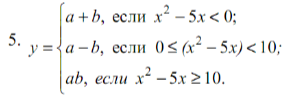 5. y = { a + b, если x² − 5x < 0;
a − b, если 0 ≤ (x² − 5x) < 10;
ab, если x² − 5x ≥ 10.